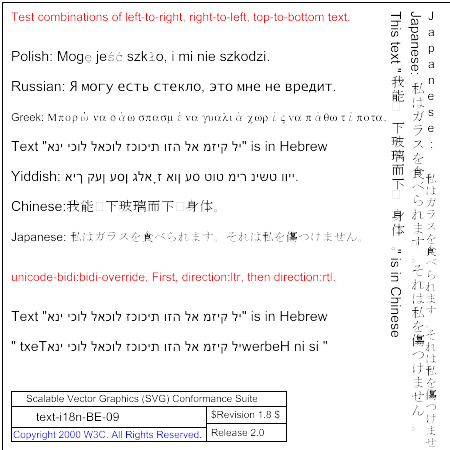 Test combinations of left-to-right, right-to-left, top-to-bottom text.
Polish: Mogę jeść szkło, i mi nie szkodzi.
Russian: Я могу есть стекло, это мне не вредит.
Greek: Μπορώ να φάω σπασμένα γυαλιά χωρίς να πάθω τίποτα.
Text "אני יכול לאכול זכוכית וזה לא מזיק לי" is in Hebrew
Yiddish: איך קען עסן גלאָז און עס טוט מיר נישט װײ.
Chinese:我能下玻璃而下身体。
Japanese: 私はガラスを食べられます。それは私を傷つけません。
unicode-bidi:bidi-override. First, direction:ltr, then direction:rtl.
Text "אני יכול לאכול זכוכית וזה לא מזיק לי" is in Hebrew
" txeTאני יכול לאכול זכוכית וזה לא מזיק ליwerbeH ni si "
Scalable Vector Graphics (SVG) Conformance Suite
text-i18n-BE-09
$Revision 1.8 $
Copyright 2000 W3C. All Rights Reserved.
Release 2.0
Japanese: 私はガラスを食べられます それは私を傷つけませ
Japanese: 私はガラスを食べられます。それは私を傷つけません。
This text "我能下玻璃而下身体。" is in Chinese